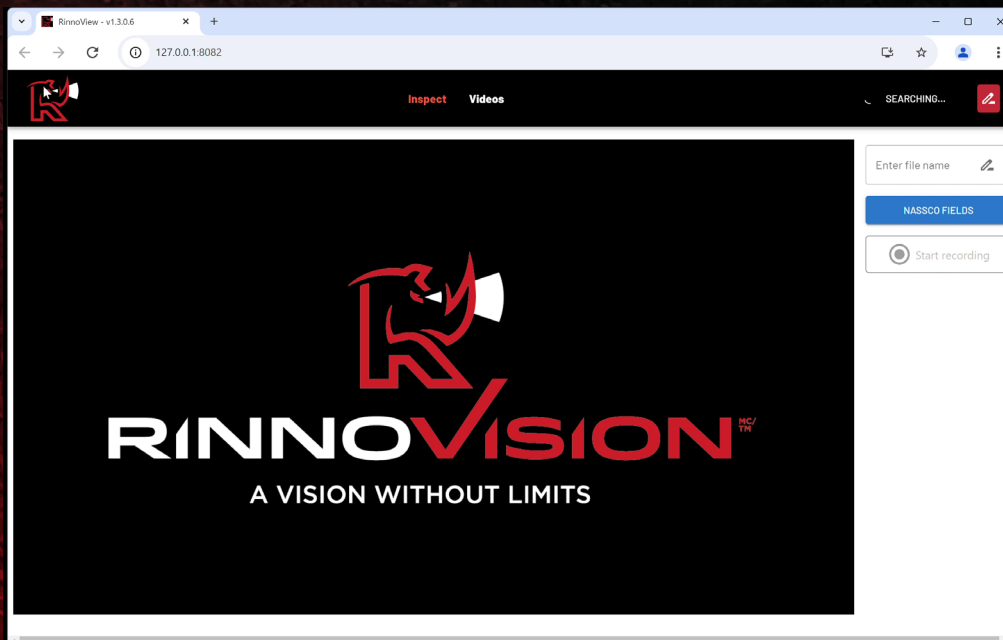 RinnoView - v1.3.0.6
127.0.0.1:8082
Inspect
Videos
SEARCHING...
Enter file name
NASSCO FIELDS
Start recording
RINNOVISION MC/TM
A VISION WITHOUT LIMITS